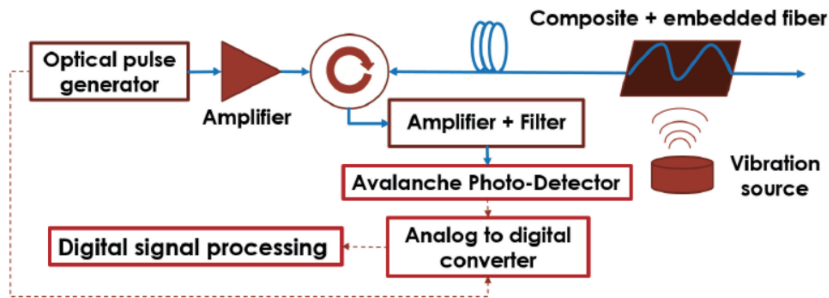 Composite + embedded fiber
Optical pulse
generator
Amplifier
Amplifier + Filter
Avalanche Photo-Detector
Vibration
source
Digital signal processing
Analog to digital
converter